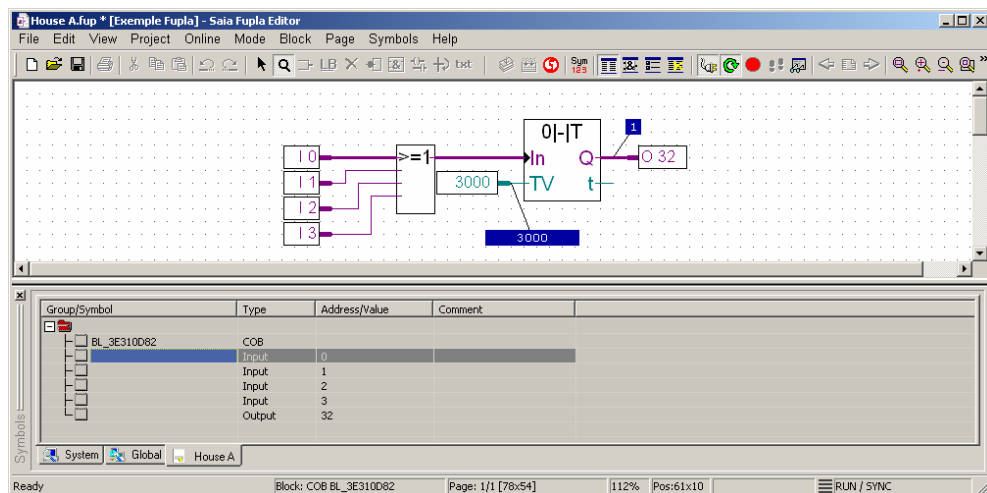 House A.fup * [Exemple Fupla] - Saia Fupla Editor
File Edit View Project Online Mode Block Page Symbols Help
LB txt Sym 123
0|-|T 1
I 0 >=1 In Q O 32
I 1 3000 TV t
I 2
I 3 3000
Group/Symbol Type Address/Value Comment
BL_3E310D82 COB
Input 0
Input 1
Input 2
Input 3
Output 32
Symbols
System Global House A
Ready Block: COB BL_3E310D82 Page: 1/1 [78x54] 112% Pos:61x10 RUN / SYNC